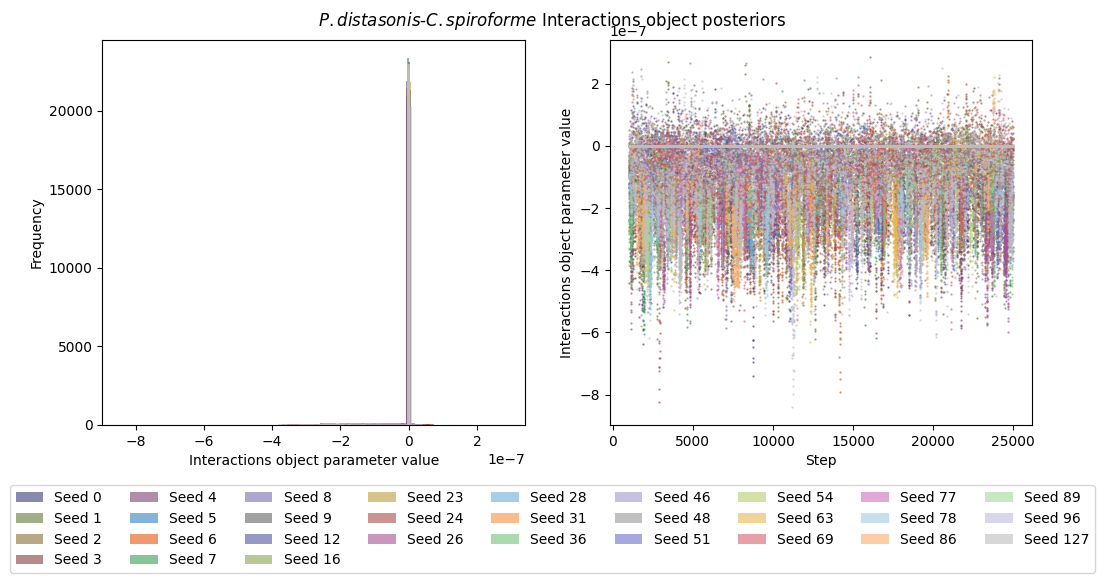 P.distasonis-C.spiroforme Interactions object posteriors
Frequency
20000
15000
10000
5000
0
−8 −6 −4 −2 0 2
1e−7
Interactions object parameter value
1e−7
Interactions object parameter value
2
0
−2
−4
−6
−8
0 5000 10000 15000 20000 25000
Step
Seed 0 Seed 4 Seed 8 Seed 23 Seed 28 Seed 46 Seed 54 Seed 77 Seed 89
Seed 1 Seed 5 Seed 9 Seed 24 Seed 31 Seed 48 Seed 63 Seed 78 Seed 96
Seed 2 Seed 6 Seed 12 Seed 26 Seed 36 Seed 51 Seed 69 Seed 86 Seed 127
Seed 3 Seed 7 Seed 16